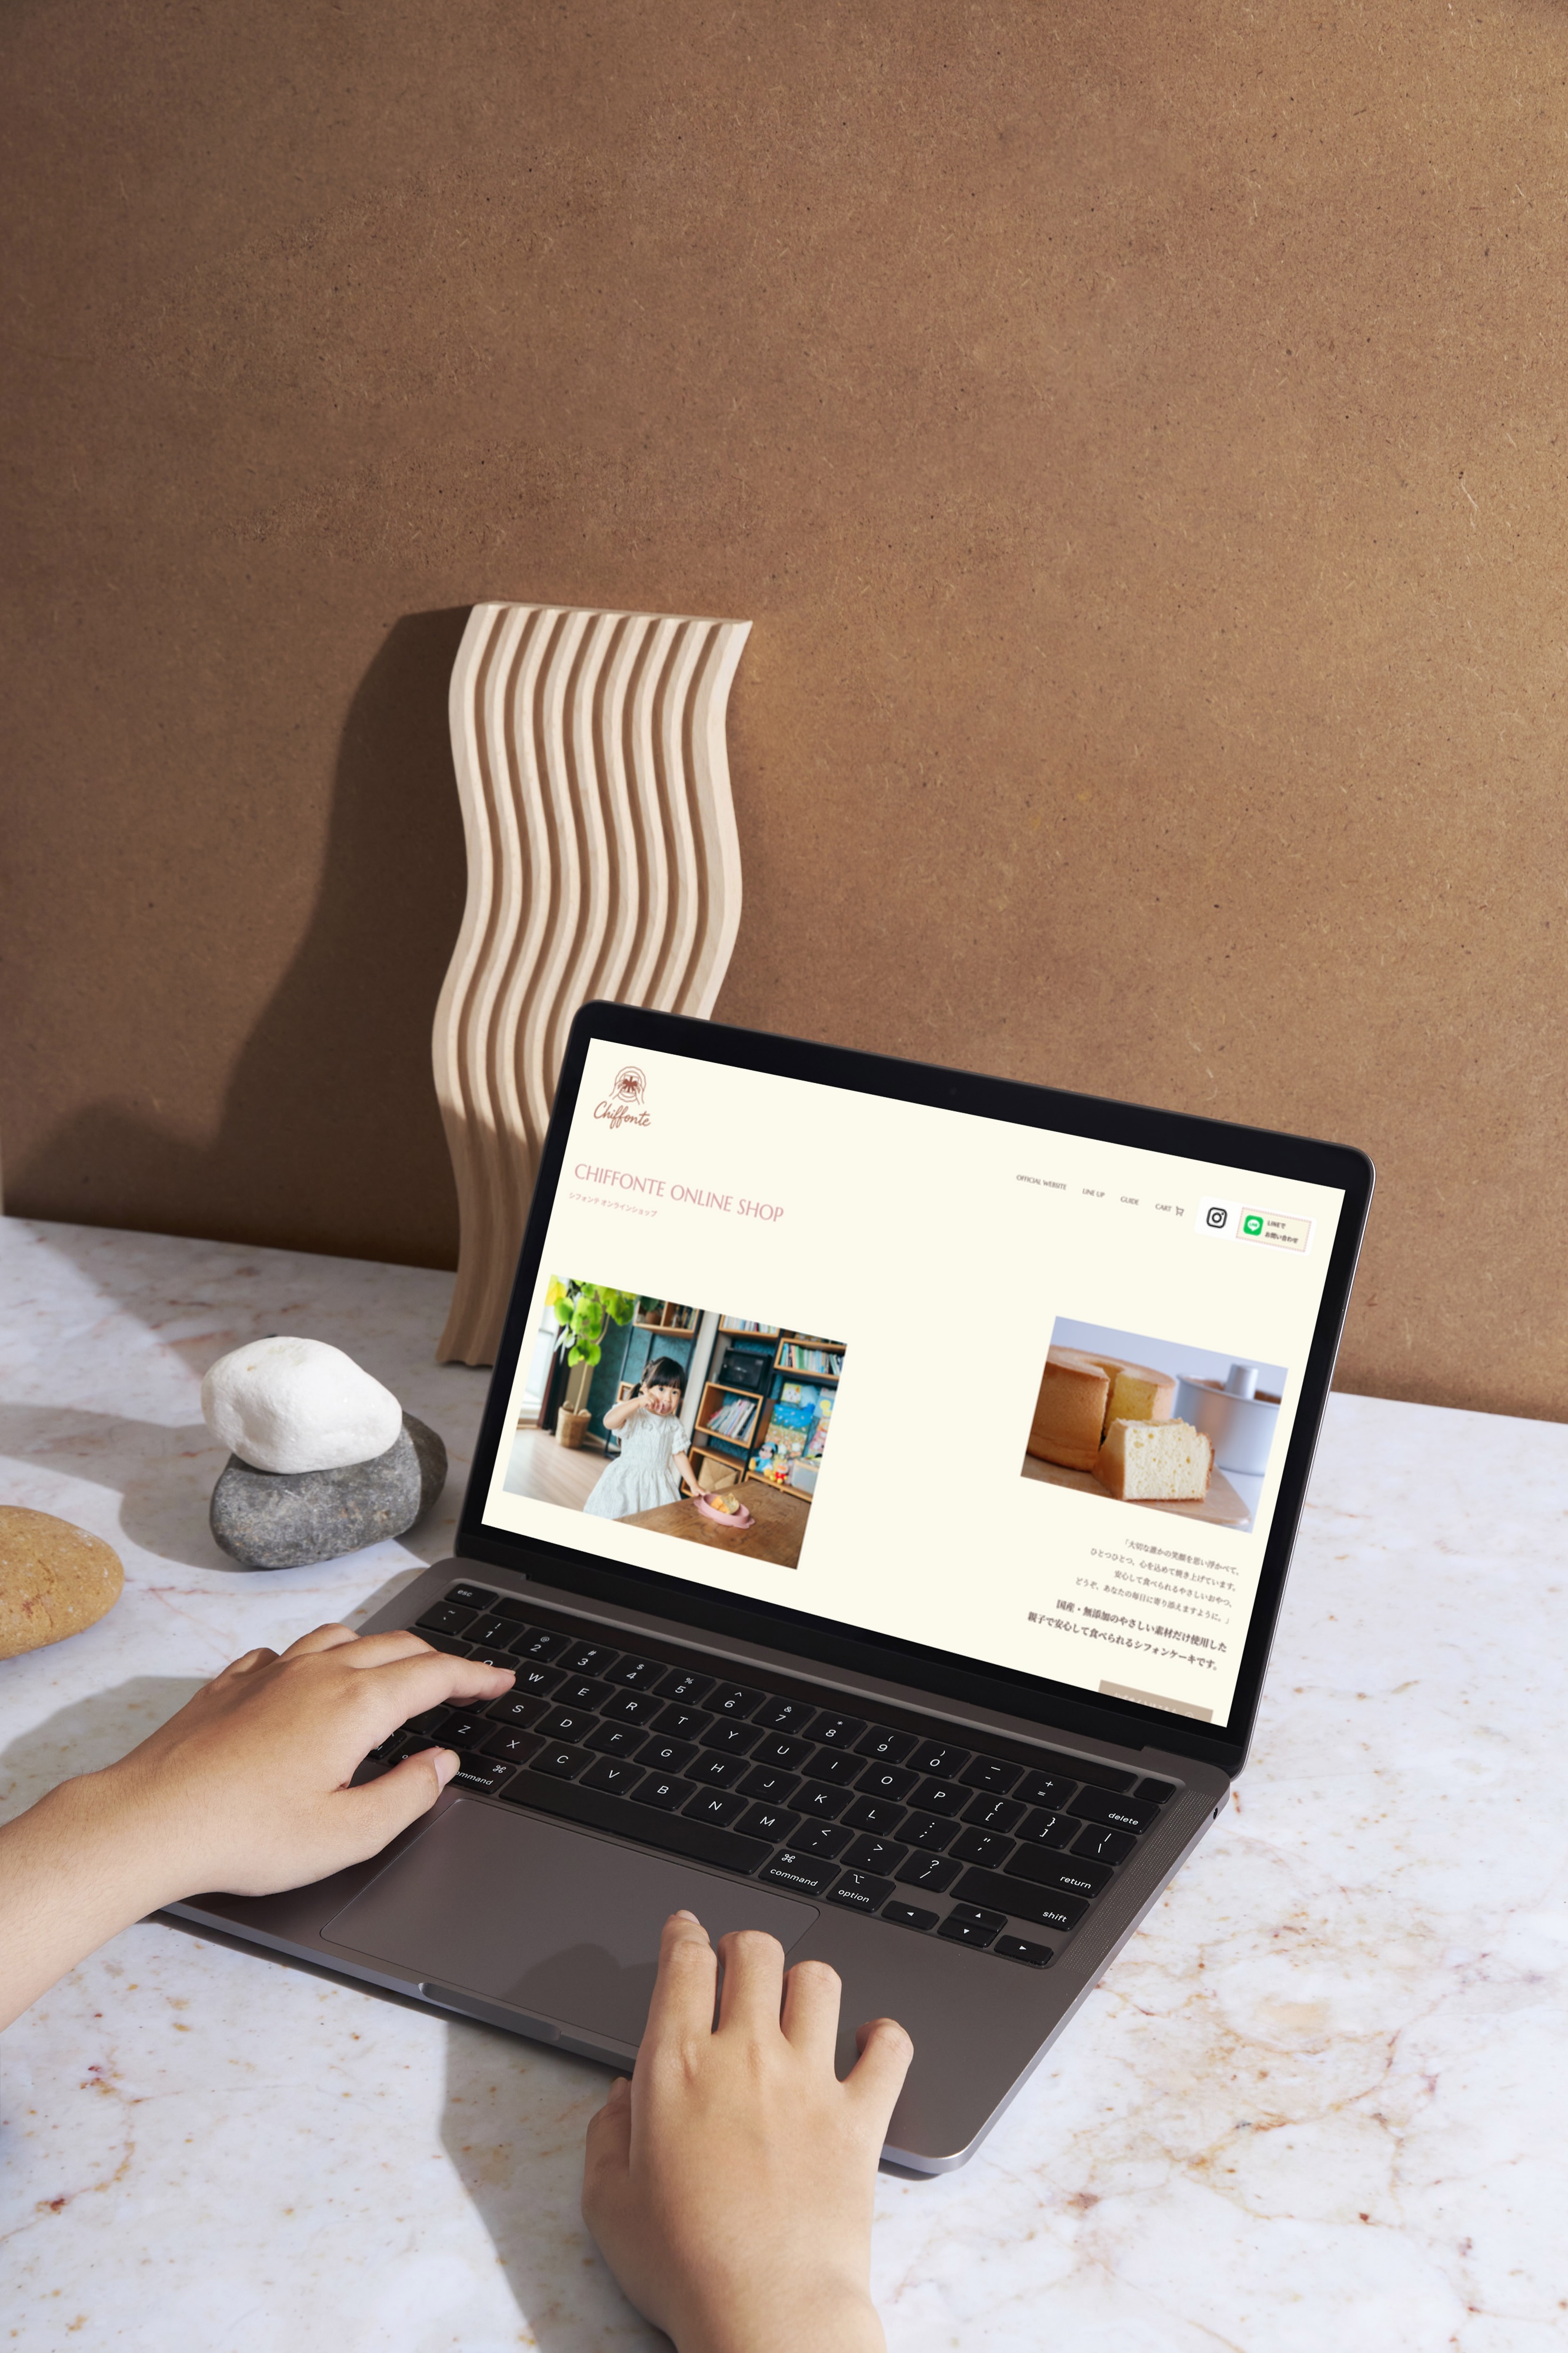 Chiffonte
CHIFFONTE ONLINE SHOP
シフォンテ オンラインショップ
OFFICIAL WEBSITE
LINE UP
GUIDE
CART
LINEで
お問い合わせ
「大切な誰かの笑顔を思い浮かべて、
ひとつひとつ、心を込めて焼き上げています。
安心して食べられるやさしいおやつ、
どうぞ、あなたの毎日に寄り添えますように。」
国産・無添加のやさしい素材だけ使用した
親子で安心して食べられるシフォンケーキです。
esc
~ ! 1 @ 2 # 3 $ 4 % 5 ^ 6 & 7 * 8 ( 9 ) 0 — - + = delete
W E R T Y U I O P { [ } ] | \
S D F G H J K L : ; " ' return
Z X C V B N M < , > . ? / shift
⌘ command ⌥ option